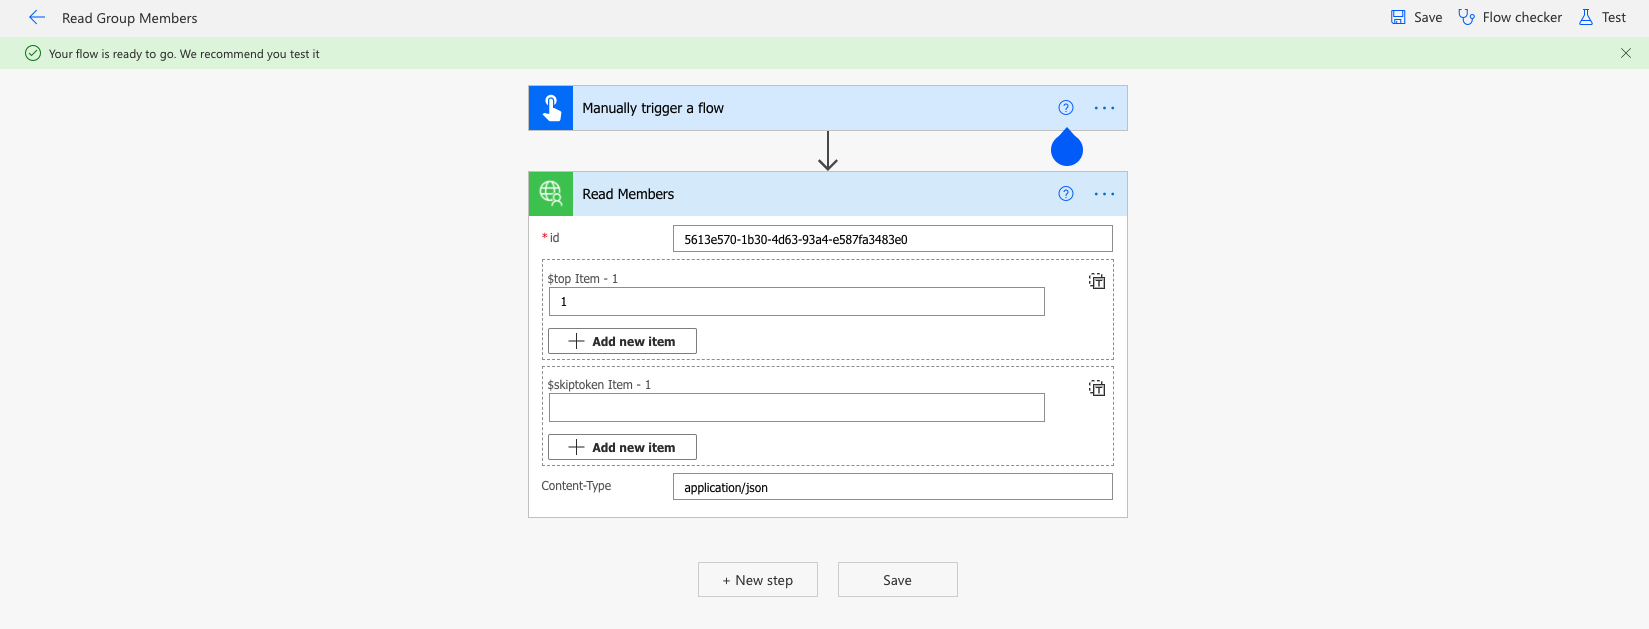 Read Group Members
Save
Flow checker
Test
Your flow is ready to go. We recommend you test it
Manually trigger a flow
Read Members
* id
5613e570-1b30-4d63-93a4-e587fa3483e0
$top Item - 1
1
Add new item
$skiptoken Item - 1
Add new item
Content-Type
application/json
+ New step
Save